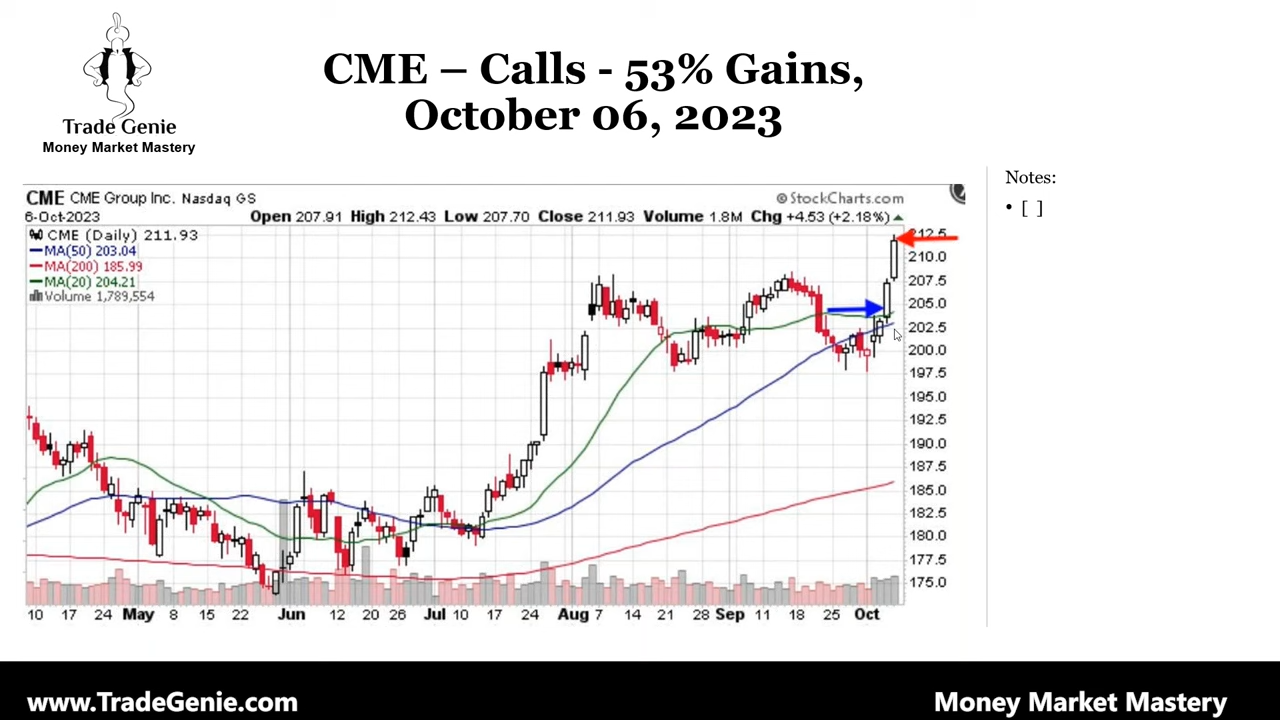 Trade Genie
Money Market Mastery
CME – Calls - 53% Gains,
October 06, 2023
CME CME Group Inc. Nasdaq GS
© StockCharts.com
6-Oct-2023
Open 207.91 High 212.43 Low 207.70 Close 211.93 Volume 1.8M Chg +4.53 (+2.18%)
CME (Daily) 211.93
MA(50) 203.04
MA(200) 185.99
MA(20) 204.21
Volume 1,789,554
212.5
210.0
207.5
205.0
202.5
200.0
197.5
195.0
192.5
190.0
187.5
185.0
182.5
180.0
177.5
175.0
10 17 24 May 8 15 22 Jun 12 20 26 Jul 10 17 24 Aug 7 14 21 28 Sep 11 18 25 Oct
Notes:
• [ ]
www.TradeGenie.com
Money Market Mastery